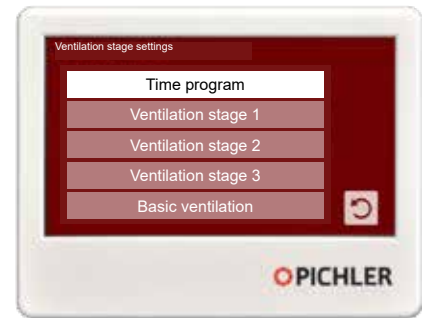 Ventilation stage settings
Time program
Ventilation stage 1
Ventilation stage 2
Ventilation stage 3
Basic ventilation
PICHLER